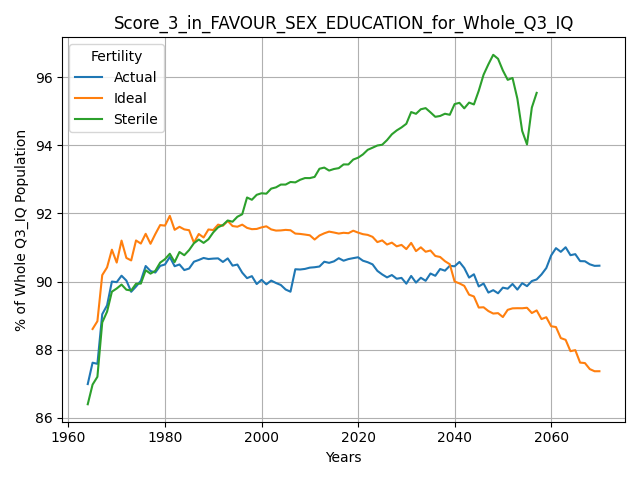 Score_3_in_FAVOUR_SEX_EDUCATION_for_Whole_Q3_IQ
Fertility
Actual
Ideal
Sterile
% of Whole Q3_IQ Population
96
94
92
90
88
86
1960
1980
2000
2020
2040
2060
Years